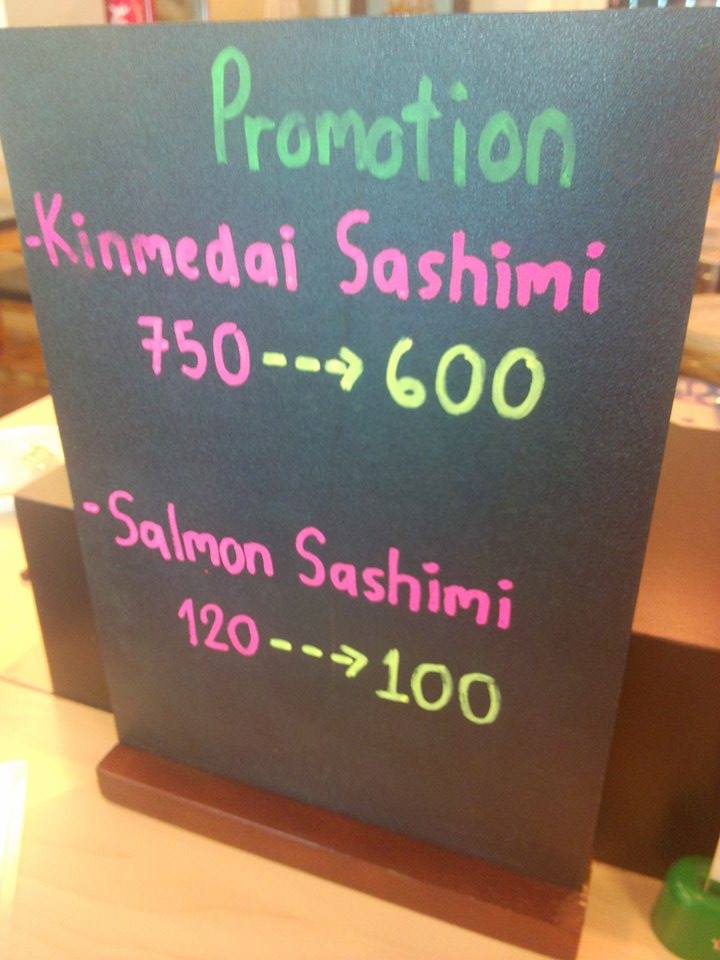 Promotion
-Kinmedai Sashimi
750---→600
-Salmon Sashimi
120---→100